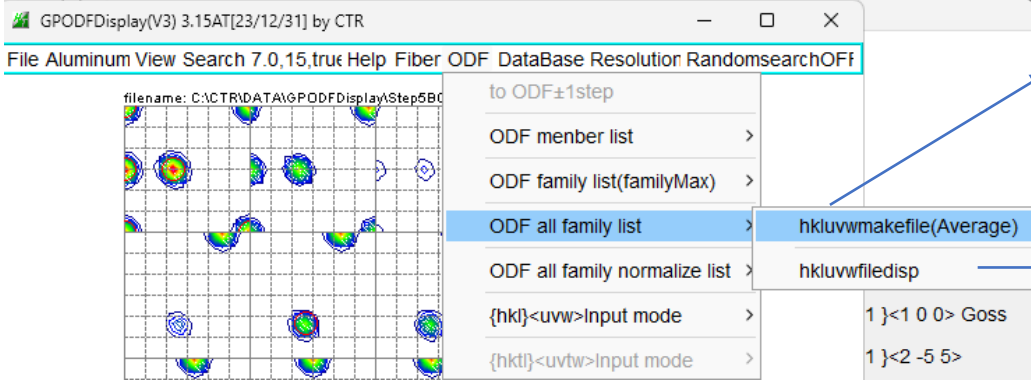 GPODFDisplay(V3) 3.15AT[23/12/31] by CTR
File Aluminum View Search 7.0,15,true Help Fiber ODF DataBase Resolution RandomsearchOFF
filename: C:\CTR\DATA\GPODFDisplay\Step5BC
to ODF±1step
ODF menber list
ODF family list(familyMax)
ODF all family list
hkluvwmakefile(Average)
ODF all family normalize list
hkluvwfiledisp
{hkl}<uvw>Input mode
1 }<1 0 0> Goss
{hktl}<uvtw>Input mode
1 }<2 -5 5>